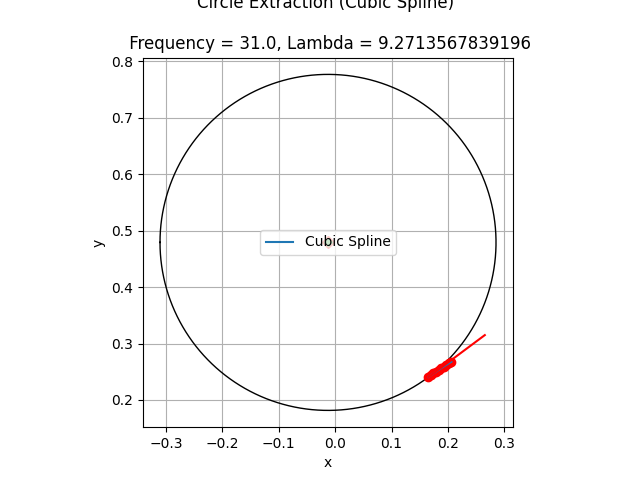 Circle Extraction (Cubic Spline)
Frequency = 31.0, Lambda = 9.2713567839196
0.8
0.7
0.6
0.5
0.4
0.3
0.2
y
Cubic Spline
−0.3 −0.2 −0.1 0.0 0.1 0.2 0.3
x